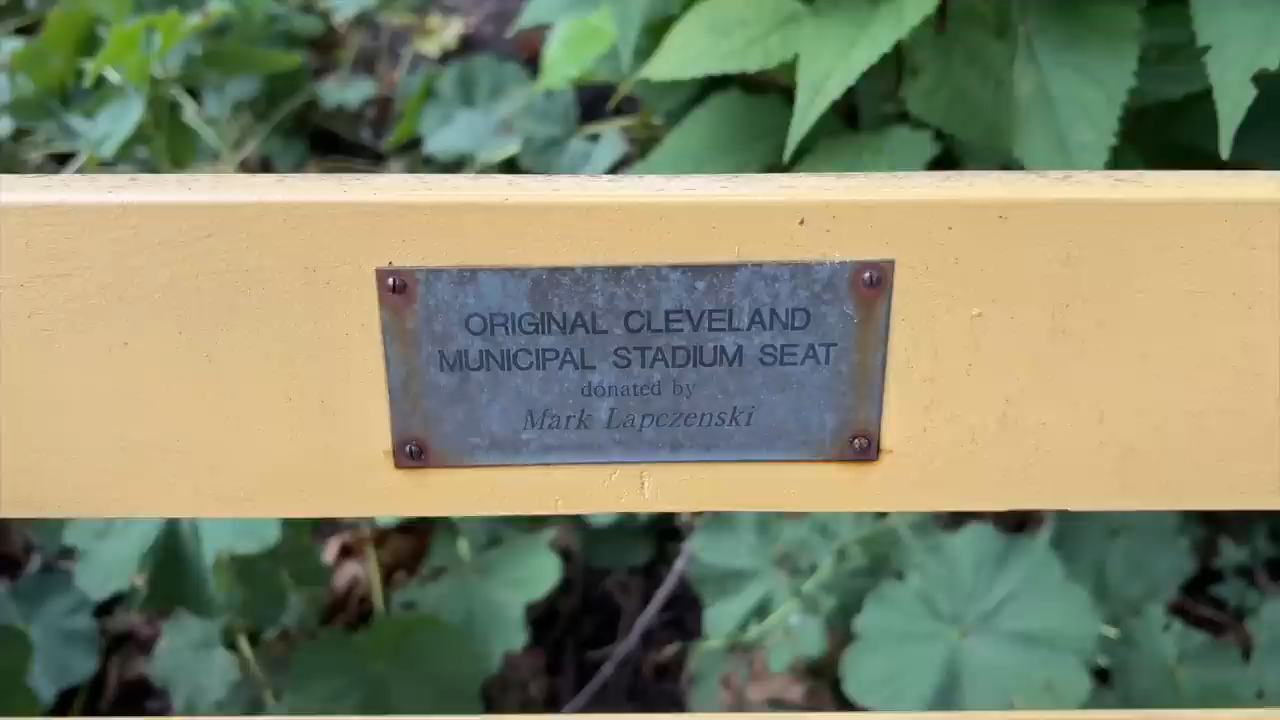 ORIGINAL CLEVELAND
MUNICIPAL STADIUM SEAT
donated by
Mark Lapczenski